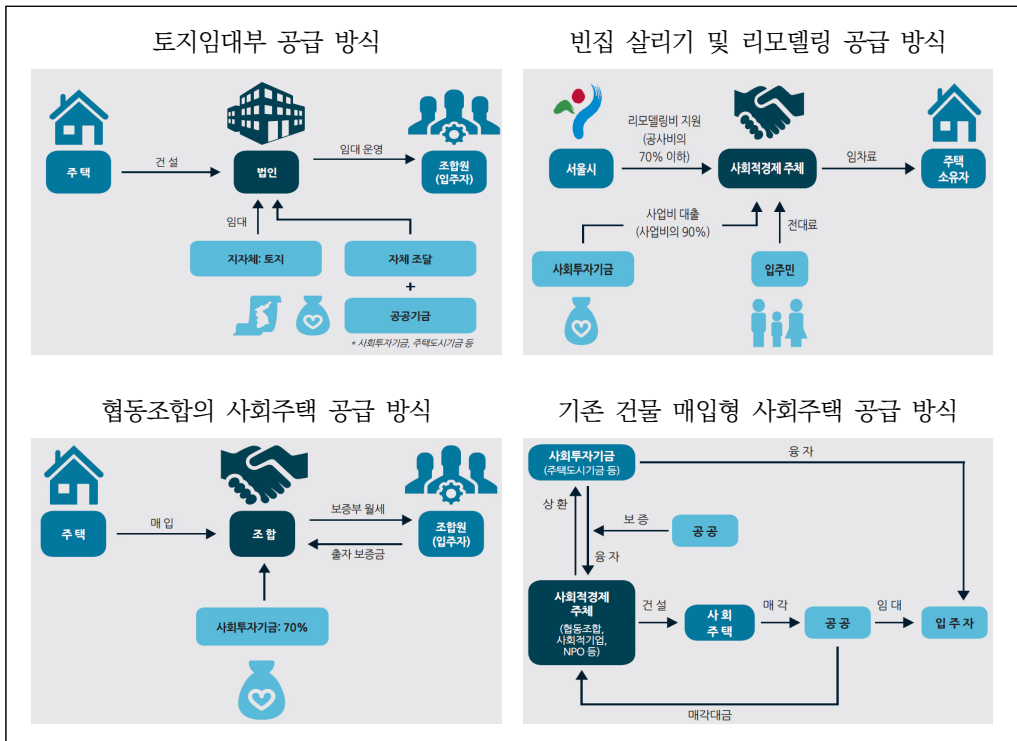 토지임대부 공급 방식
주 택
건 설
법인
임대 운영
조합원
(입주자)
임대
지자체: 토지
자체 조달
+
공공기금
* 사회투자기금, 주택도시기금 등
빈집 살리기 및 리모델링 공급 방식
서울시
리모델링비 지원
(공사비의
70% 이하)
사회적경제 주체
임차료
주택
소유자
사업비 대출
(사업비의 90%)
전대료
사회투자기금
입주민
협동조합의 사회주택 공급 방식
주 택
매 입
조 합
보증부 월세
출자 보증금
조합원
(입주자)
사회투자기금: 70%
기존 건물 매입형 사회주택 공급 방식
사회투자기금
(주택도시기금 등)
융 자
상 환
보 증
공 공
융 자
사회적경제
주체
(협동조합,
사회적기업,
NPO 등)
건 설
사 회
주 택
매 각
공 공
임 대
입 주 자
매각대금